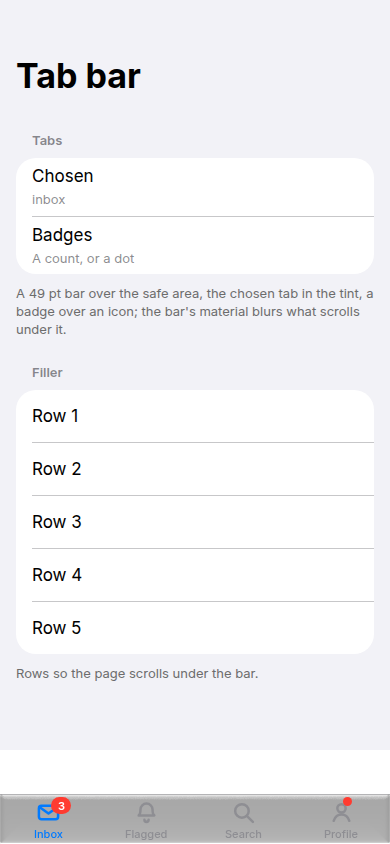 Tab bar
Tabs
Chosen
inbox
Badges
A count, or a dot
A 49 pt bar over the safe area, the chosen tab in the tint, a
badge over an icon; the bar's material blurs what scrolls
under it.
Filler
Row 1
Row 2
Row 3
Row 4
Row 5
Rows so the page scrolls under the bar.
3
Inbox
Flagged
Search
Profile